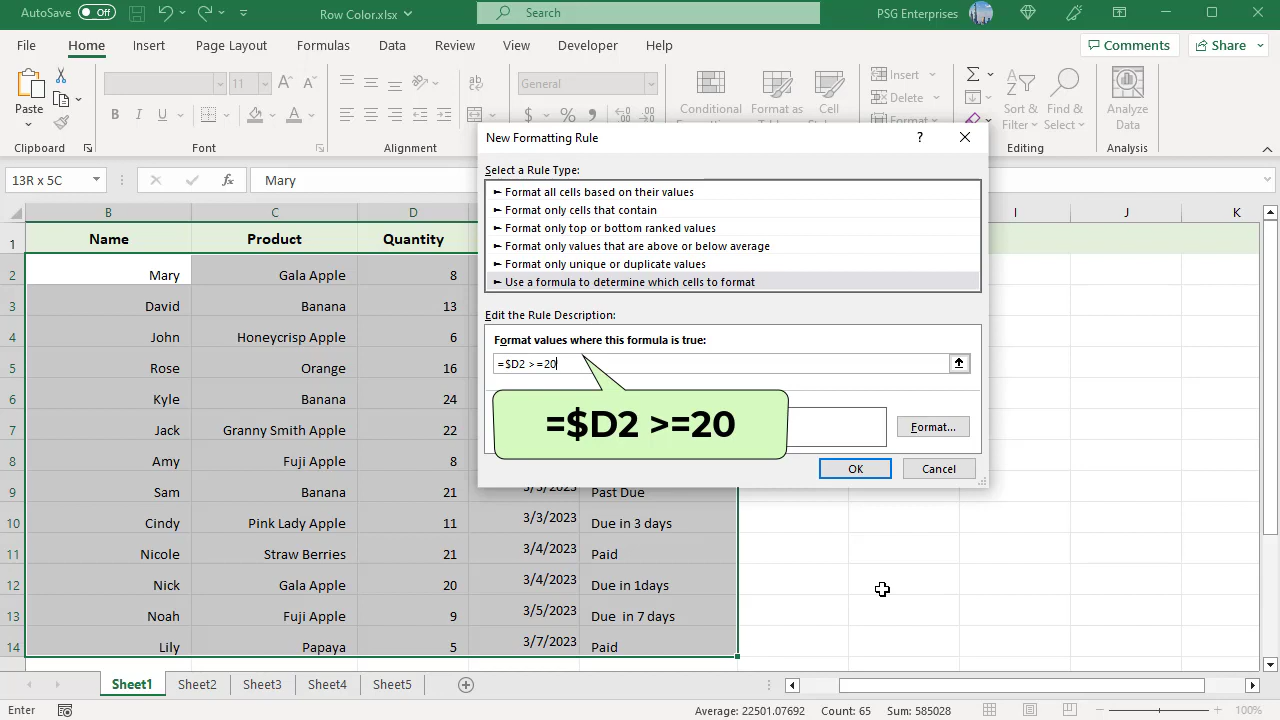 AutoSave Off Row Color.xlsx Search PSG Enterprises
File Home Insert Page Layout Formulas Data Review View Developer Help Comments Share
Paste
Clipboard
11
B I U A
Font
Alignment
General
$ %
Conditional
Format as
Cell
Styles
Insert
Delete
Format
Sort &
Filter
Find &
Select
Editing
Analyze
Data
Analysis
13R x 5C fx Mary
B C D I J K
1 Name Product Quantity
2 Mary Gala Apple 8
3 David Banana 13
4 John Honeycrisp Apple 6
5 Rose Orange 16
6 Kyle Banana 24
7 Jack Granny Smith Apple 22
8 Amy Fuji Apple 8
9 Sam Banana 21 3/3/2023 Past Due
10 Cindy Pink Lady Apple 11 3/3/2023 Due in 3 days
11 Nicole Straw Berries 21 3/4/2023 Paid
12 Nick Gala Apple 20 3/4/2023 Due in 1days
13 Noah Fuji Apple 9 3/5/2023 Due in 7 days
14 Lily Papaya 5 3/7/2023 Paid
New Formatting Rule ?
Select a Rule Type:
► Format all cells based on their values
► Format only cells that contain
► Format only top or bottom ranked values
► Format only values that are above or below average
► Format only unique or duplicate values
► Use a formula to determine which cells to format
Edit the Rule Description:
Format values where this formula is true:
=$D2 >=20
=$D2 >=20
Format...
OK Cancel
Sheet1 Sheet2 Sheet3 Sheet4 Sheet5
Enter Average: 22501.07692 Count: 65 Sum: 585028 100%